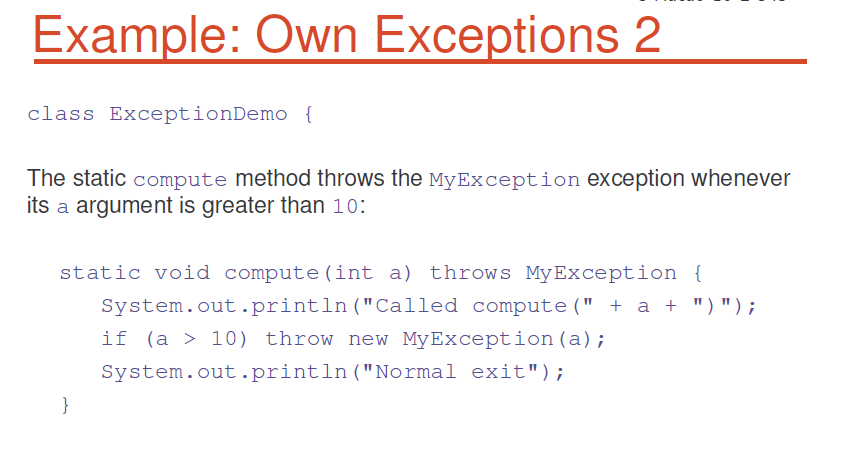 Example: Own Exceptions 2
class ExceptionDemo {
The static compute method throws the MyException exception whenever
its a argument is greater than 10:
static void compute(int a) throws MyException {
System.out.println("Called compute(" + a + ")");
if (a > 10) throw new MyException(a);
System.out.println("Normal exit");
}